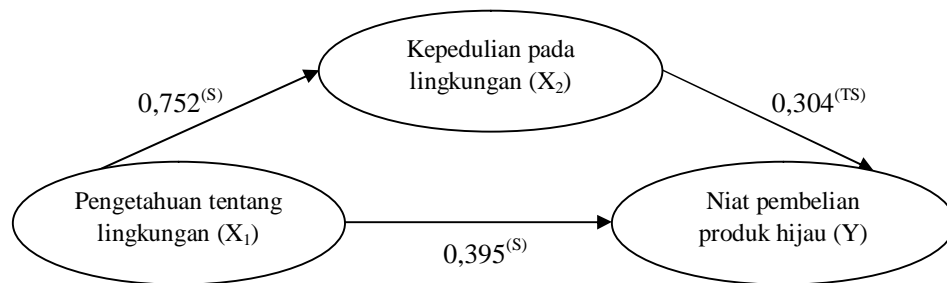 Kepedulian pada
lingkungan (X₂)
0,752⁽ˢ⁾
0,304⁽ᵀˢ⁾
Pengetahuan tentang
lingkungan (X₁)
Niat pembelian
produk hijau (Y)
0,395⁽ˢ⁾